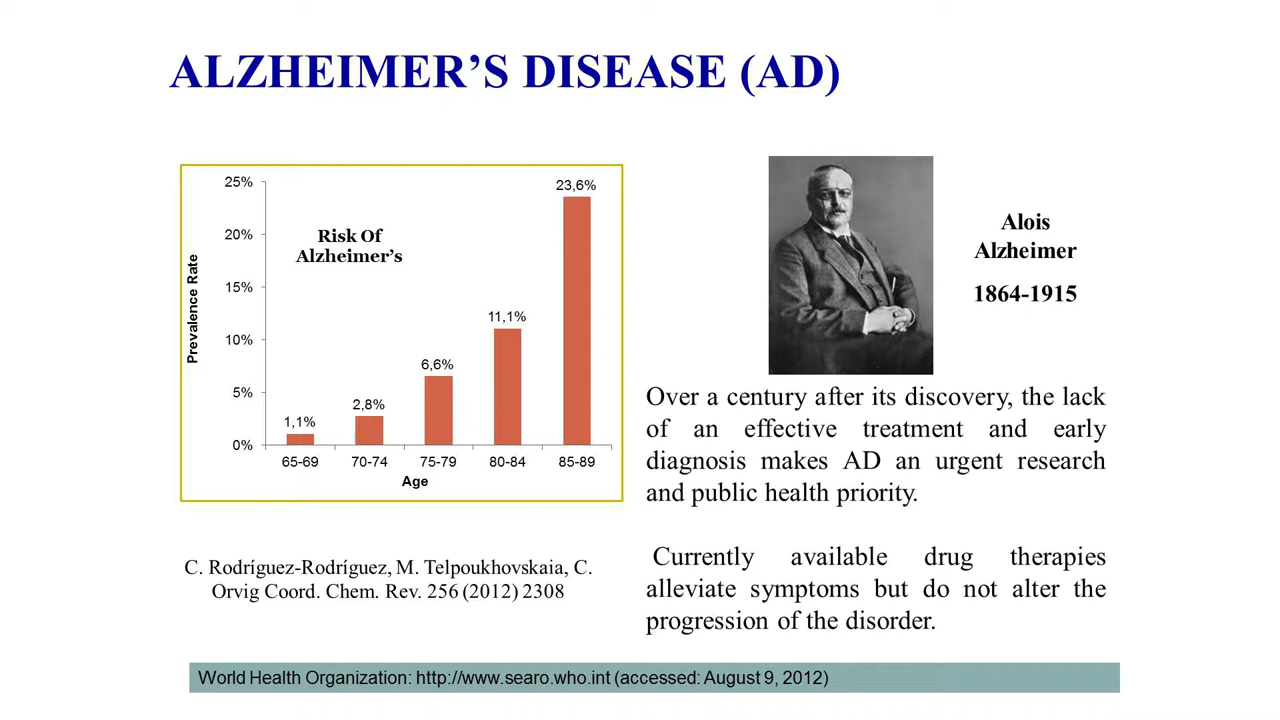 ALZHEIMER’S DISEASE (AD)
25%
20%
15%
10%
5%
0%
Prevalence Rate
Risk Of
Alzheimer’s
1,1%
2,8%
6,6%
11,1%
23,6%
65-69 70-74 75-79 80-84 85-89
Age
C. Rodríguez-Rodríguez, M. Telpoukhovskaia, C.
Orvig Coord. Chem. Rev. 256 (2012) 2308
Alois
Alzheimer
1864-1915
Over a century after its discovery, the lack
of an effective treatment and early
diagnosis makes AD an urgent research
and public health priority.
Currently available drug therapies
alleviate symptoms but do not alter the
progression of the disorder.
World Health Organization: http://www.searo.who.int (accessed: August 9, 2012)